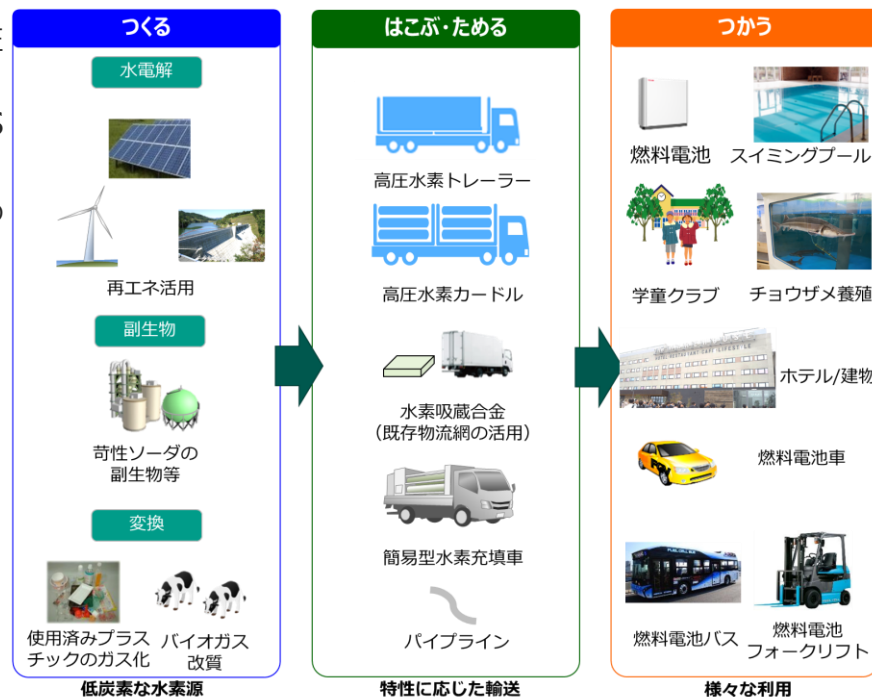 つくる
水電解
再エネ活用
副生物
苛性ソーダの
副生物等
変換
使用済みプラス
チックのガス化
バイオガス
改質
低炭素な水素源
はこぶ・ためる
高圧水素トレーラー
高圧水素カードル
水素吸蔵合金
（既存物流網の活用）
簡易型水素充填車
パイプライン
特性に応じた輸送
つかう
燃料電池
スイミングプール
学童クラブ
チョウザメ養殖
ホテル/建物
燃料電池車
燃料電池バス
燃料電池
フォークリフト
様々な利用